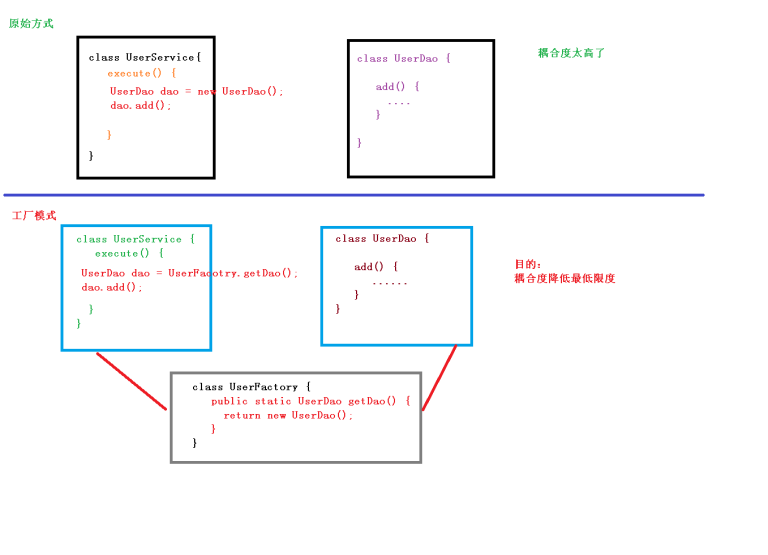 原始方式
class UserService{
execute() {
UserDao dao = new UserDao();
dao.add();
}
}
class UserDao {
add() {
....
}
}
耦合度太高了
工厂模式
class UserService {
execute() {
UserDao dao = UserFacotry.getDao();
dao.add();
}
}
class UserDao {
add() {
......
}
}
目的:
耦合度降低最低限度
class UserFactory {
public static UserDao getDao() {
return new UserDao();
}
}